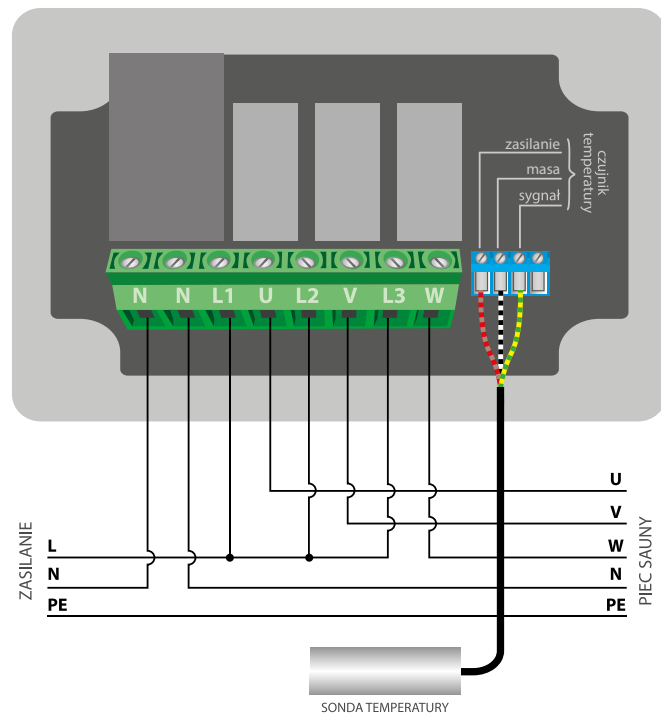 zasilanie
masa
sygnał
czujnik
temperatury
N N L1 U L2 V L3 W
ZASILANIE
L
N
PE
U
V
W
N
PE
PIEC SAUNY
SONDA TEMPERATURY